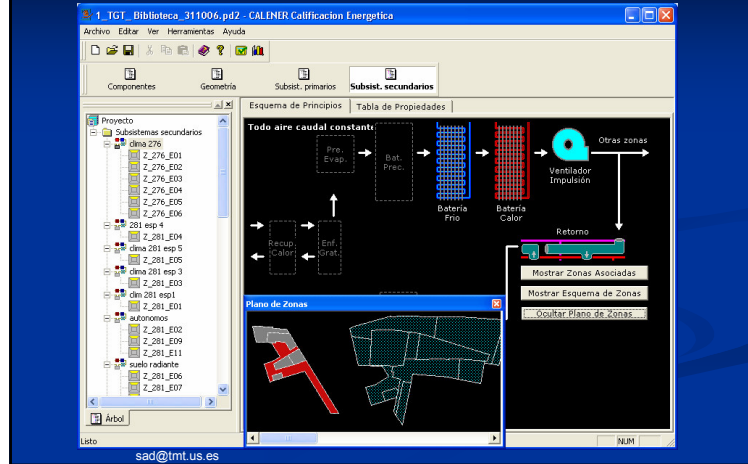 1_TGT_Biblioteca_311006.pd2 - CALENER Calificacion Energetica
Archivo Editar Ver Herramientas Ayuda
Componentes Geometría Subsist. primarios Subsist. secundarios
Proyecto
Subsistemas secundarios
clima 276
Z_276_E01
Z_276_E02
Z_276_E03
Z_276_E04
Z_276_E05
Z_276_E06
281 esp 4
Z_281_E04
clima 281 esp 5
Z_281_E05
clima 281 esp 3
Z_281_E03
clim 281 esp1
Z_281_E01
autonomos
Z_281_E02
Z_281_E09
Z_281_E11
suelo radiante
Z_281_E06
Z_281_E07
Árbol
Esquema de Principios Tabla de Propiedades
Todo aire caudal constante
Pre.
Evap.
Bat.
Prec.
Recup.
Calor
Enf.
Grat.
Batería
Frio
Batería
Calor
Ventilador
Impulsión
Otras zonas
Retorno
Mostrar Zonas Asociadas
Mostrar Esquema de Zonas
Ocultar Plano de Zonas
Plano de Zonas
Listo
NUM
sad@tmt.us.es